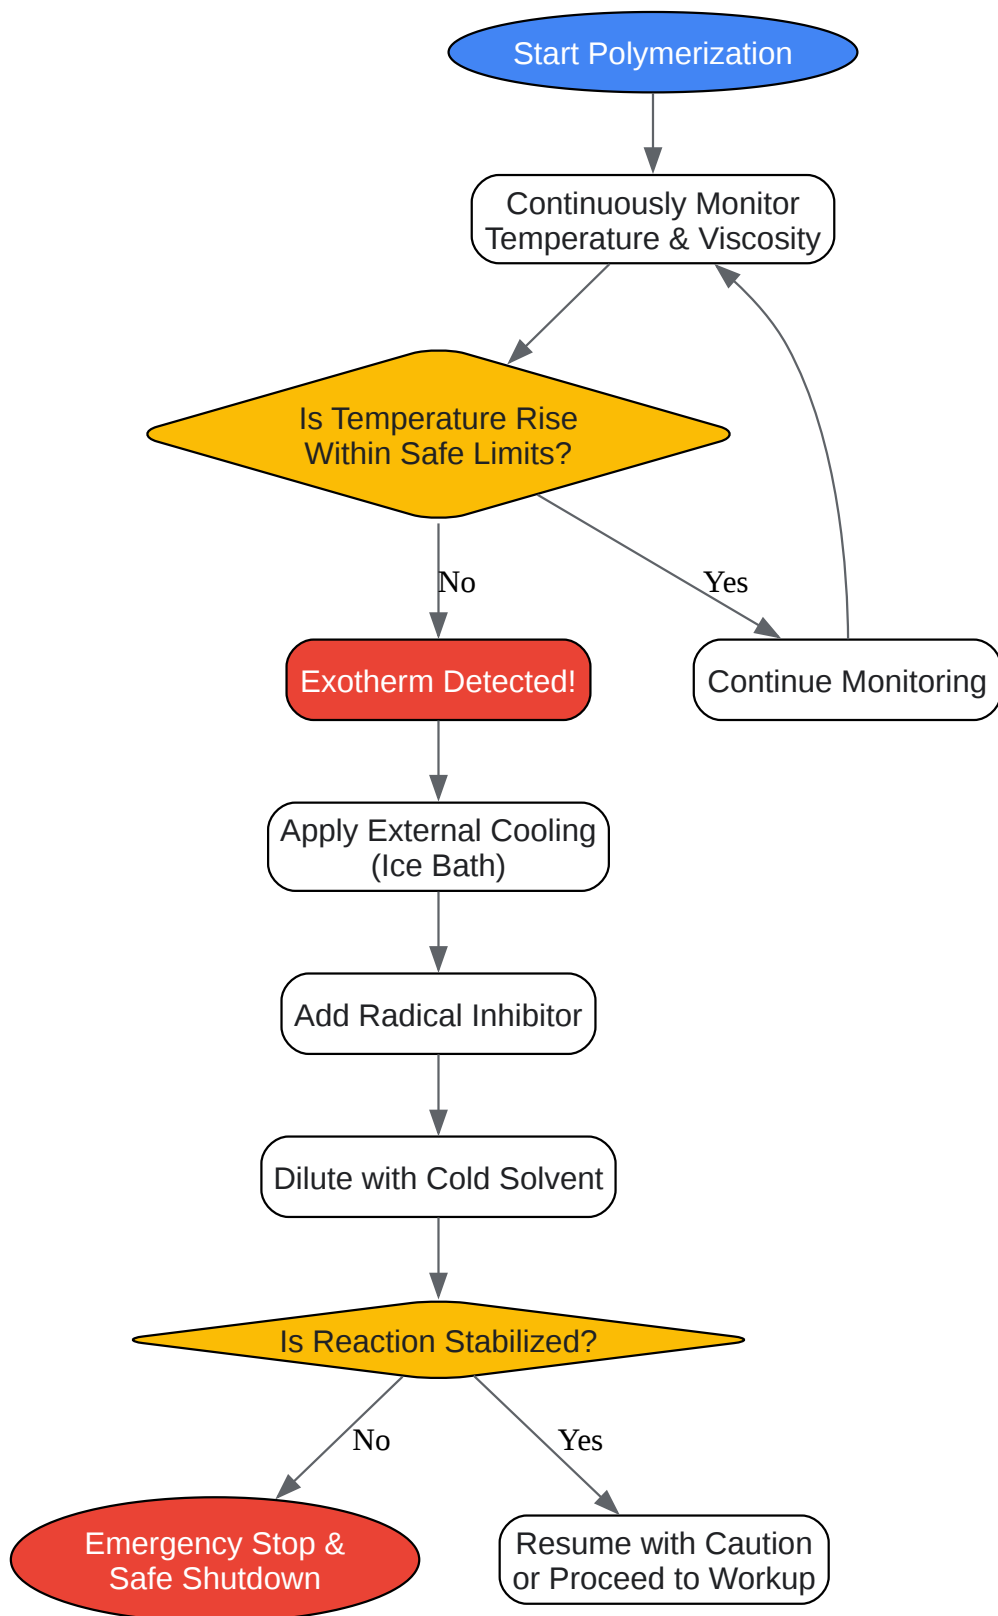 Start Polymerization
Continuously Monitor
Temperature & Viscosity
Is Temperature Rise
Within Safe Limits?
No
Yes
Exotherm Detected!
Continue Monitoring
Apply External Cooling
(Ice Bath)
Add Radical Inhibitor
Dilute with Cold Solvent
Is Reaction Stabilized?
No
Yes
Emergency Stop &
Safe Shutdown
Resume with Caution
or Proceed to Workup